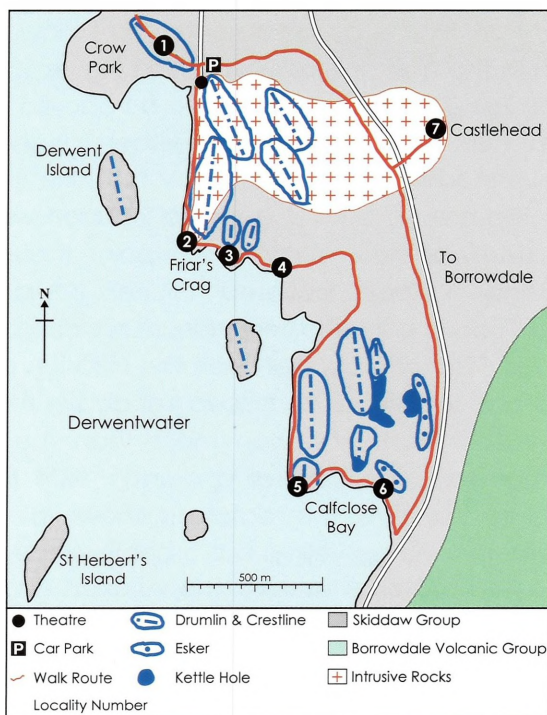 Crow
Park
1
P
7
Castlehead
Derwent
Island
2
3
4
Friar's
Crag
To
Borrowdale
N
Derwentwater
5
6
Calfclose
Bay
St Herbert's
Island
500 m
Theatre
Drumlin & Crestline
Skiddaw Group
P
Car Park
Esker
Borrowdale Volcanic Group
Walk Route
Kettle Hole
Intrusive Rocks
Locality Number